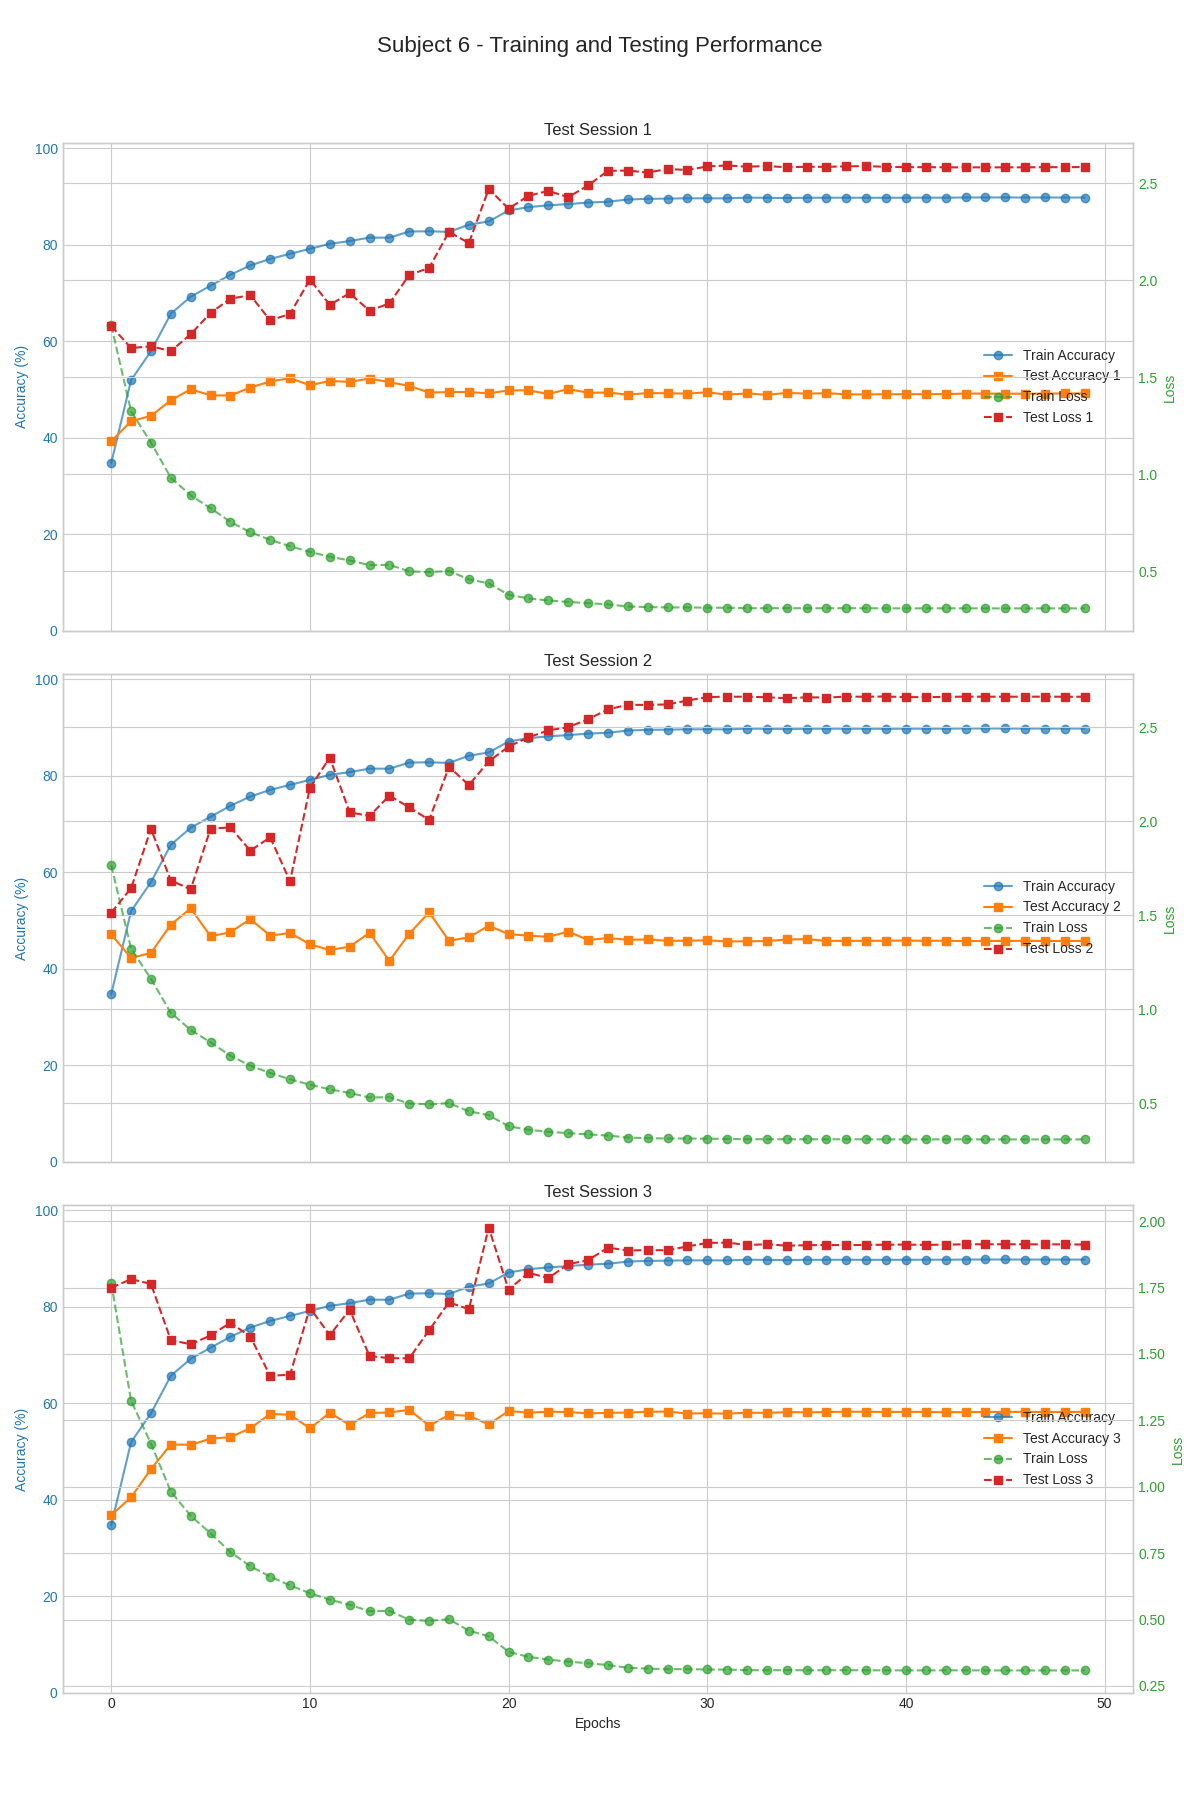 Subject 6 - Training and Testing Performance
Test Session 1
100
80
60
40
20
0
Accuracy (%)
2.5
2.0
1.5
1.0
0.5
Loss
Train Accuracy
Test Accuracy 1
Train Loss
Test Loss 1
Test Session 2
100
80
60
40
20
0
Accuracy (%)
2.5
2.0
1.5
1.0
0.5
Loss
Train Accuracy
Test Accuracy 2
Train Loss
Test Loss 2
Test Session 3
100
80
60
40
20
0
Accuracy (%)
2.00
1.75
1.50
1.25
1.00
0.75
0.50
0.25
Loss
Train Accuracy
Test Accuracy 3
Train Loss
Test Loss 3
0 10 20 30 40 50
Epochs